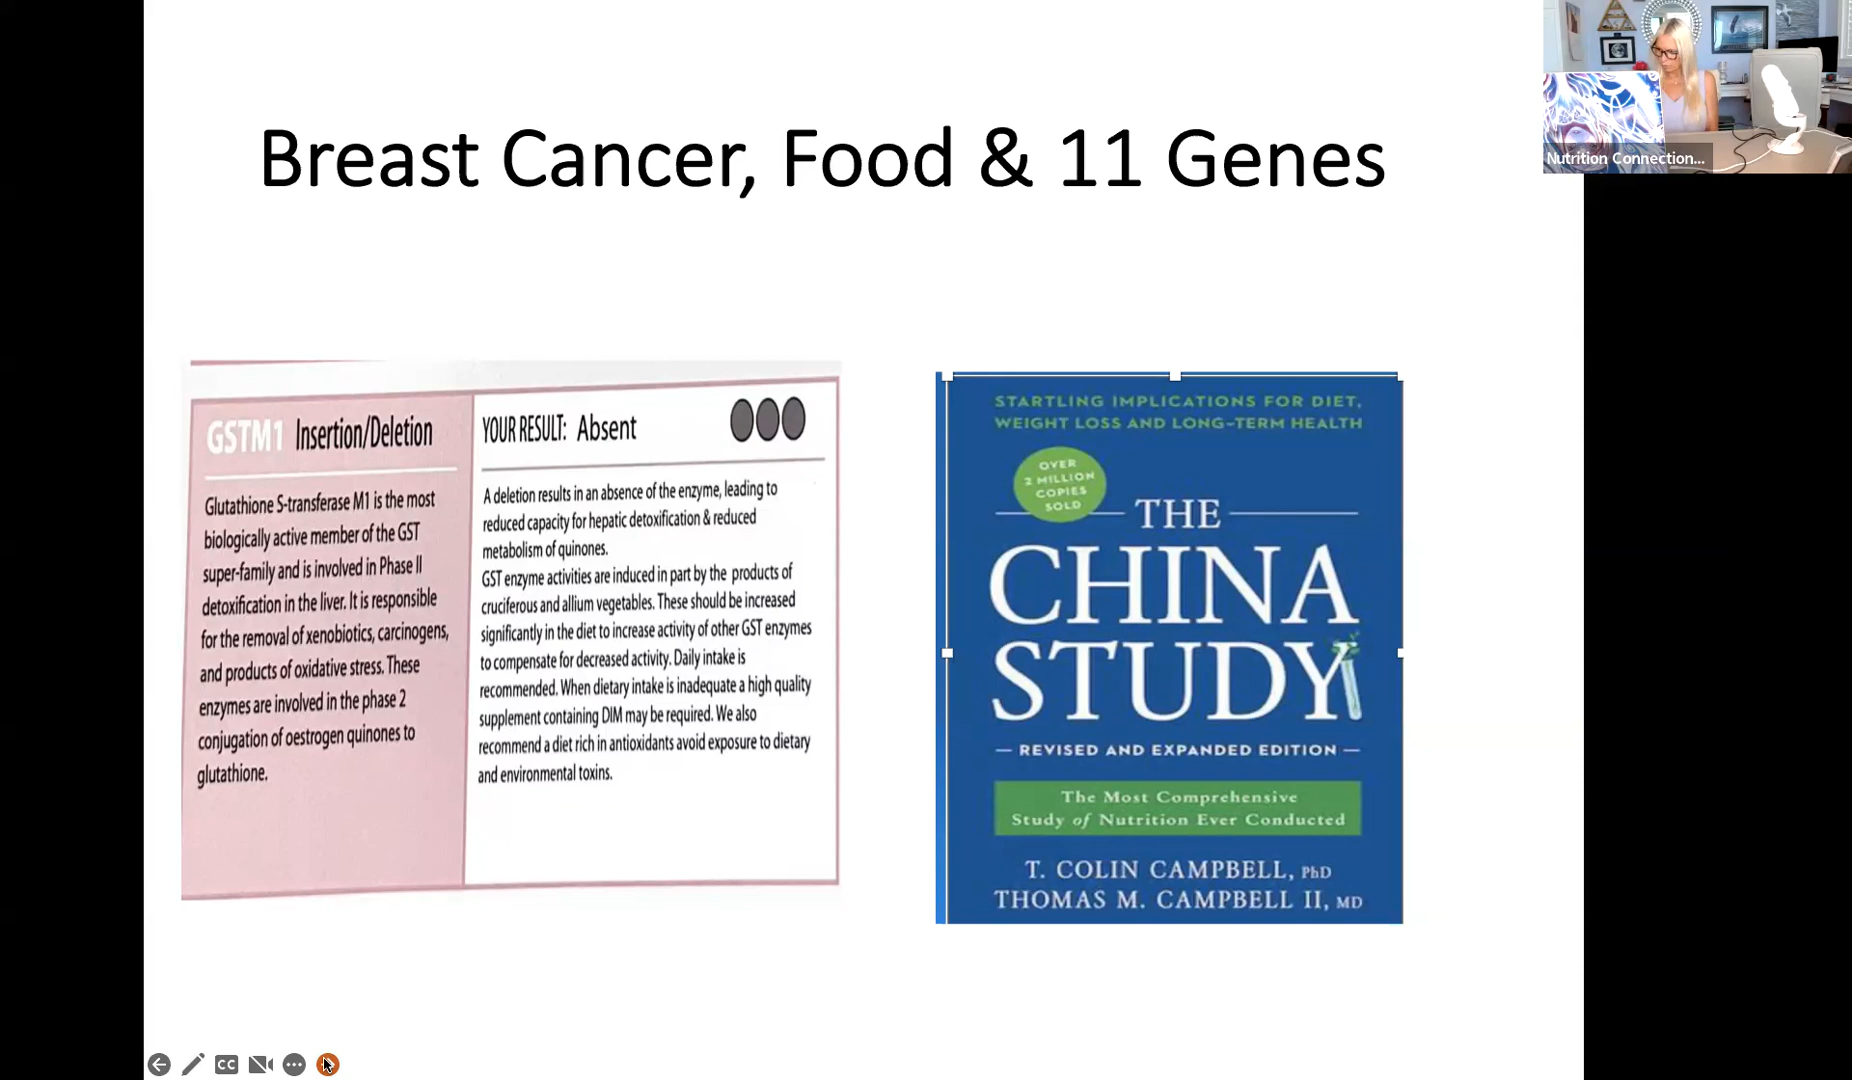 Breast Cancer, Food & 11 Genes
Nutrition Connection...
GSTM1 Insertion/Deletion
Glutathione S-transferase M1 is the most
biologically active member of the GST
super-family and is involved in Phase II
detoxification in the liver. It is responsible
for the removal of xenobiotics, carcinogens,
and products of oxidative stress. These
enzymes are involved in the phase 2
conjugation of oestrogen quinones to
glutathione.
YOUR RESULT: Absent
A deletion results in an absence of the enzyme, leading to
reduced capacity for hepatic detoxification & reduced
metabolism of quinones.
GST enzyme activities are induced in part by the products of
cruciferous and allium vegetables. These should be increased
significantly in the diet to increase activity of other GST enzymes
to compensate for decreased activity. Daily intake is
recommended. When dietary intake is inadequate a high quality
supplement containing DIM may be required. We also
recommend a diet rich in antioxidants avoid exposure to dietary
and environmental toxins.
STARTLING IMPLICATIONS FOR DIET,
WEIGHT LOSS AND LONG-TERM HEALTH
OVER
2 MILLION
COPIES
SOLD
THE
CHINA
STUDY
— REVISED AND EXPANDED EDITION —
The Most Comprehensive
Study of Nutrition Ever Conducted
T. COLIN CAMPBELL, PhD
THOMAS M. CAMPBELL II, MD
CC